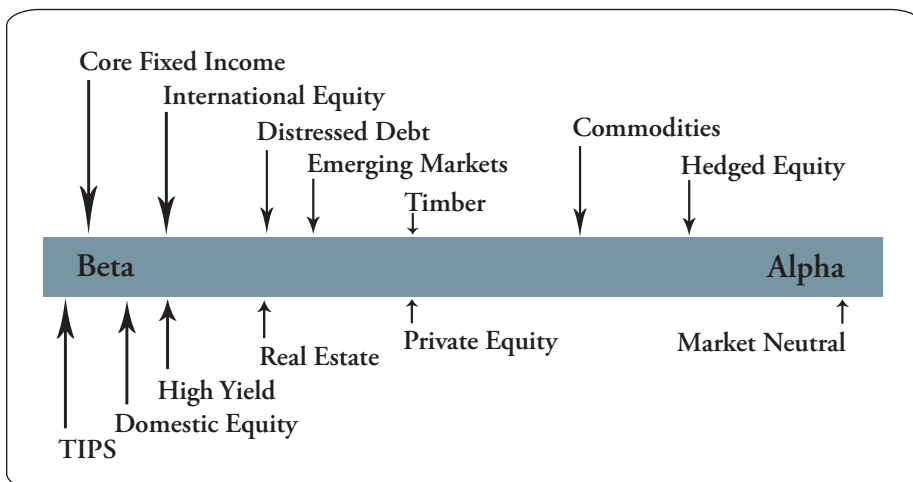 Core Fixed Income
International Equity
Distressed Debt
Commodities
Emerging Markets
Hedged Equity
Timber
Beta
Alpha
Private Equity
Market Neutral
Real Estate
High Yield
Domestic Equity
TIPS